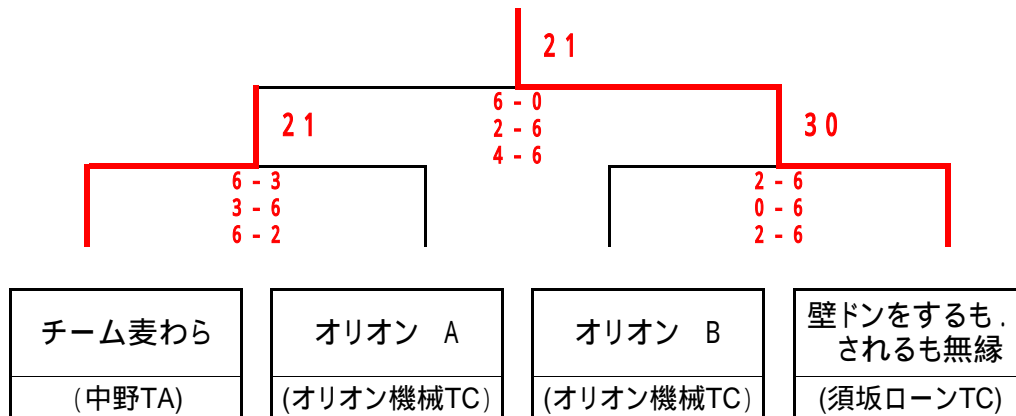 21
6 - 0
2 - 6
4 - 6
21
30
6 - 3
3 - 6
6 - 2
2 - 6
0 - 6
2 - 6
チーム麦わら
(中野TA)
オリオン　A
(オリオン機械TC)
オリオン　B
(オリオン機械TC)
壁ドンをするも.
されるも無縁
(須坂ローンTC)